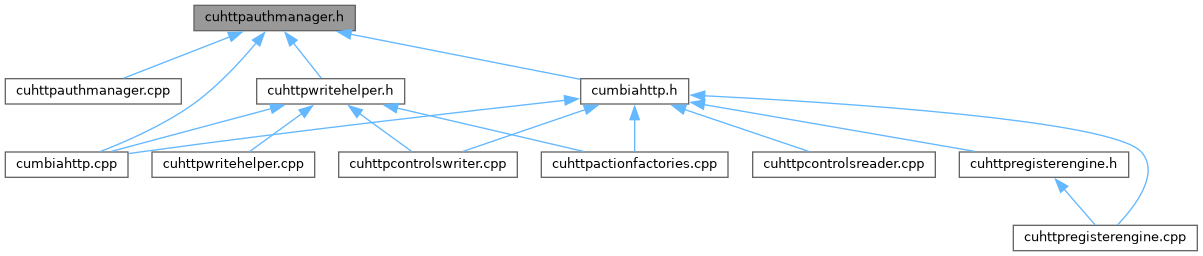 cuhttpauthmanager.h
cuhttpauthmanager.cpp
cuhttpwritehelper.h
cumbiahttp.h
cumbiahttp.cpp
cuhttpwritehelper.cpp
cuhttpcontrolswriter.cpp
cuhttpactionfactories.cpp
cuhttpcontrolsreader.cpp
cuhttpregisterengine.h
cuhttpregisterengine.cpp